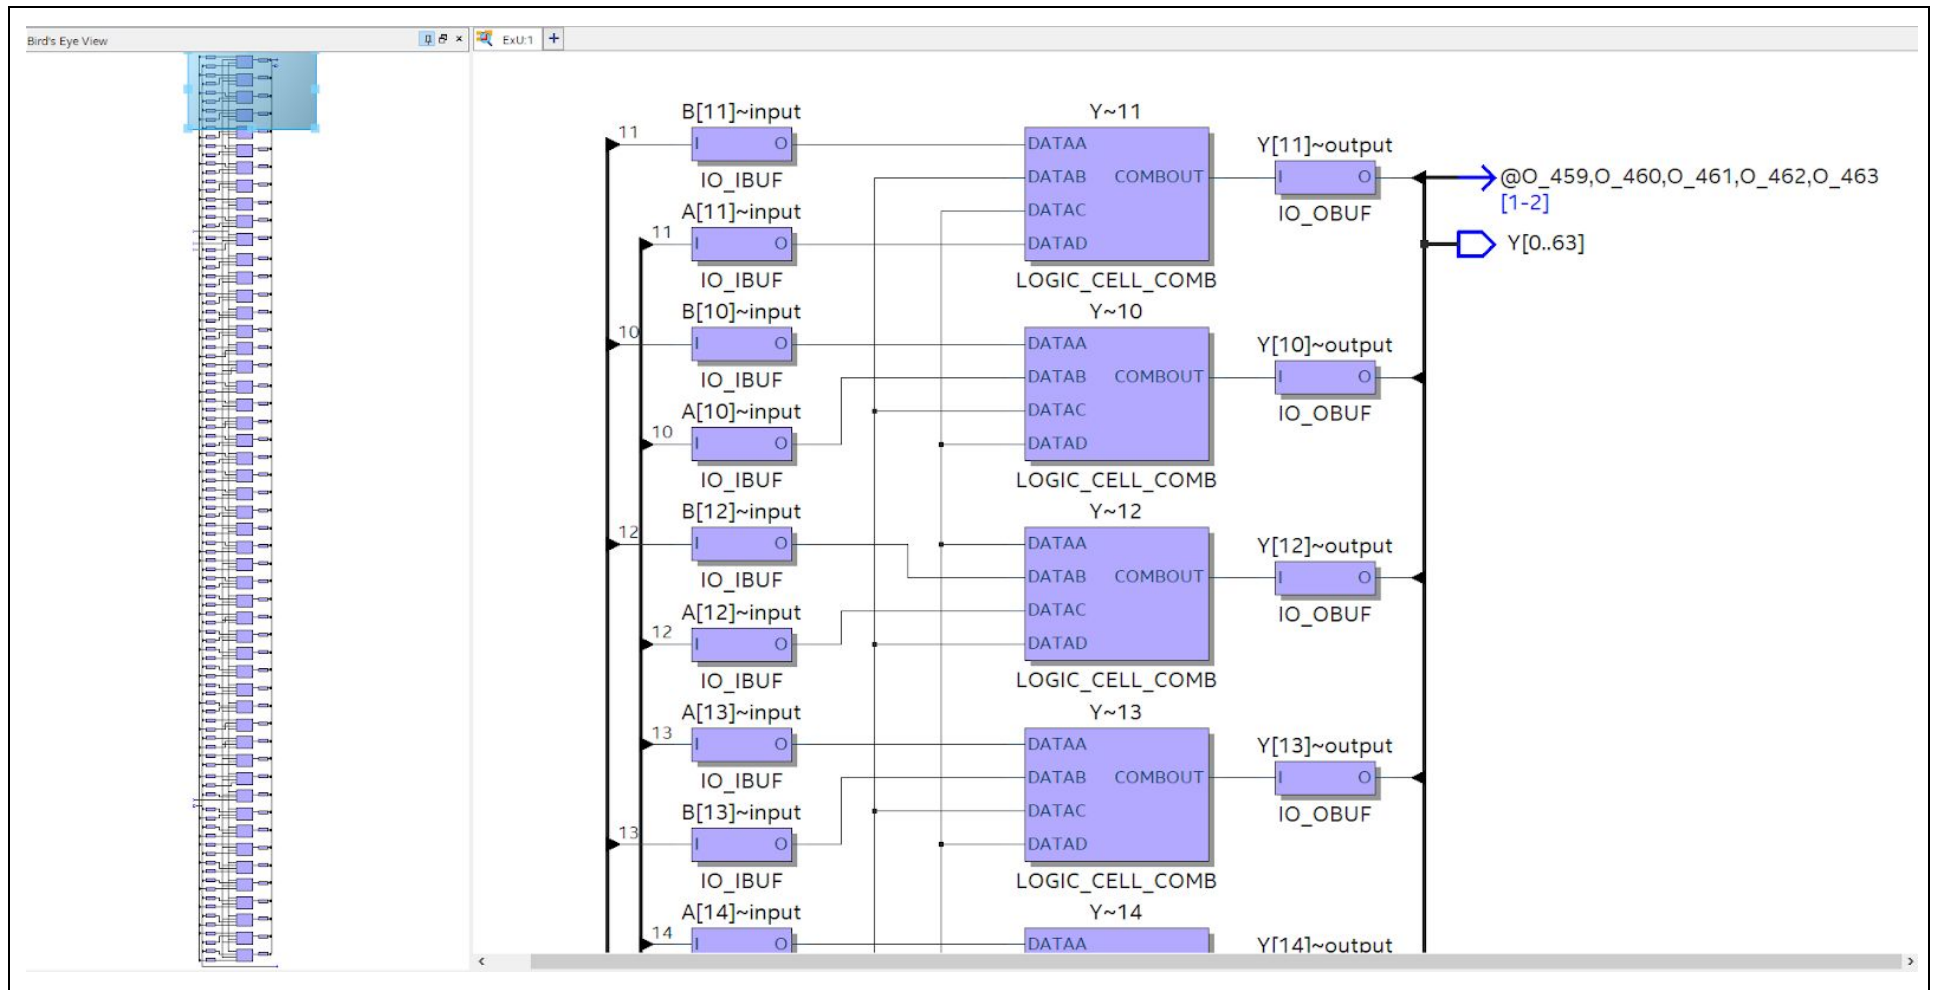 Bird's Eye View
ExU:1
B[11]~input
Y~11
11
I O
DATAA
Y[11]~output
IO_IBUF
DATAB COMBOUT
I O
@O_459,O_460,O_461,O_462,O_463
A[11]~input
DATAC
IO_OBUF
[1-2]
11
I O
DATAD
Y[0..63]
IO_IBUF
LOGIC_CELL_COMB
B[10]~input
Y~10
10
I O
DATAA
Y[10]~output
IO_IBUF
DATAB COMBOUT
I O
A[10]~input
DATAC
IO_OBUF
10
I O
DATAD
IO_IBUF
LOGIC_CELL_COMB
B[12]~input
Y~12
12
I O
DATAA
Y[12]~output
IO_IBUF
DATAB COMBOUT
I O
A[12]~input
DATAC
IO_OBUF
12
I O
DATAD
IO_IBUF
LOGIC_CELL_COMB
A[13]~input
Y~13
13
I O
DATAA
Y[13]~output
IO_IBUF
DATAB COMBOUT
I O
B[13]~input
DATAC
IO_OBUF
13
I O
DATAD
IO_IBUF
LOGIC_CELL_COMB
A[14]~input
Y~14
14
I O
DATAA
Y[14]~output